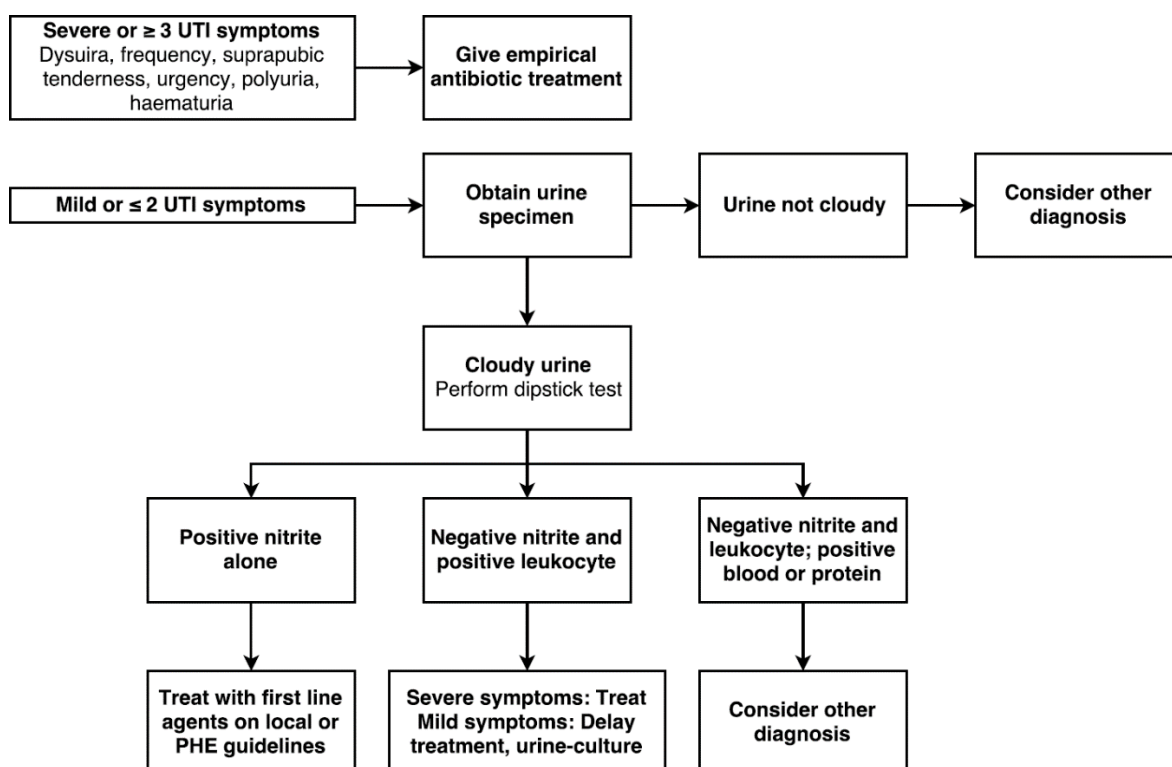 Severe or ≥ 3 UTI symptoms
Dysuira, frequency, suprapubic
tenderness, urgency, polyuria,
haematuria
Give empirical
antibiotic treatment
Mild or ≤ 2 UTI symptoms
Obtain urine
specimen
Urine not cloudy
Consider other
diagnosis
Cloudy urine
Perform dipstick test
Positive nitrite
alone
Negative nitrite and
positive leukocyte
Negative nitrite and
leukocyte; positive
blood or protein
Treat with first line
agents on local or
PHE guidelines
Severe symptoms: Treat
Mild symptoms: Delay
treatment, urine-culture
Consider other
diagnosis